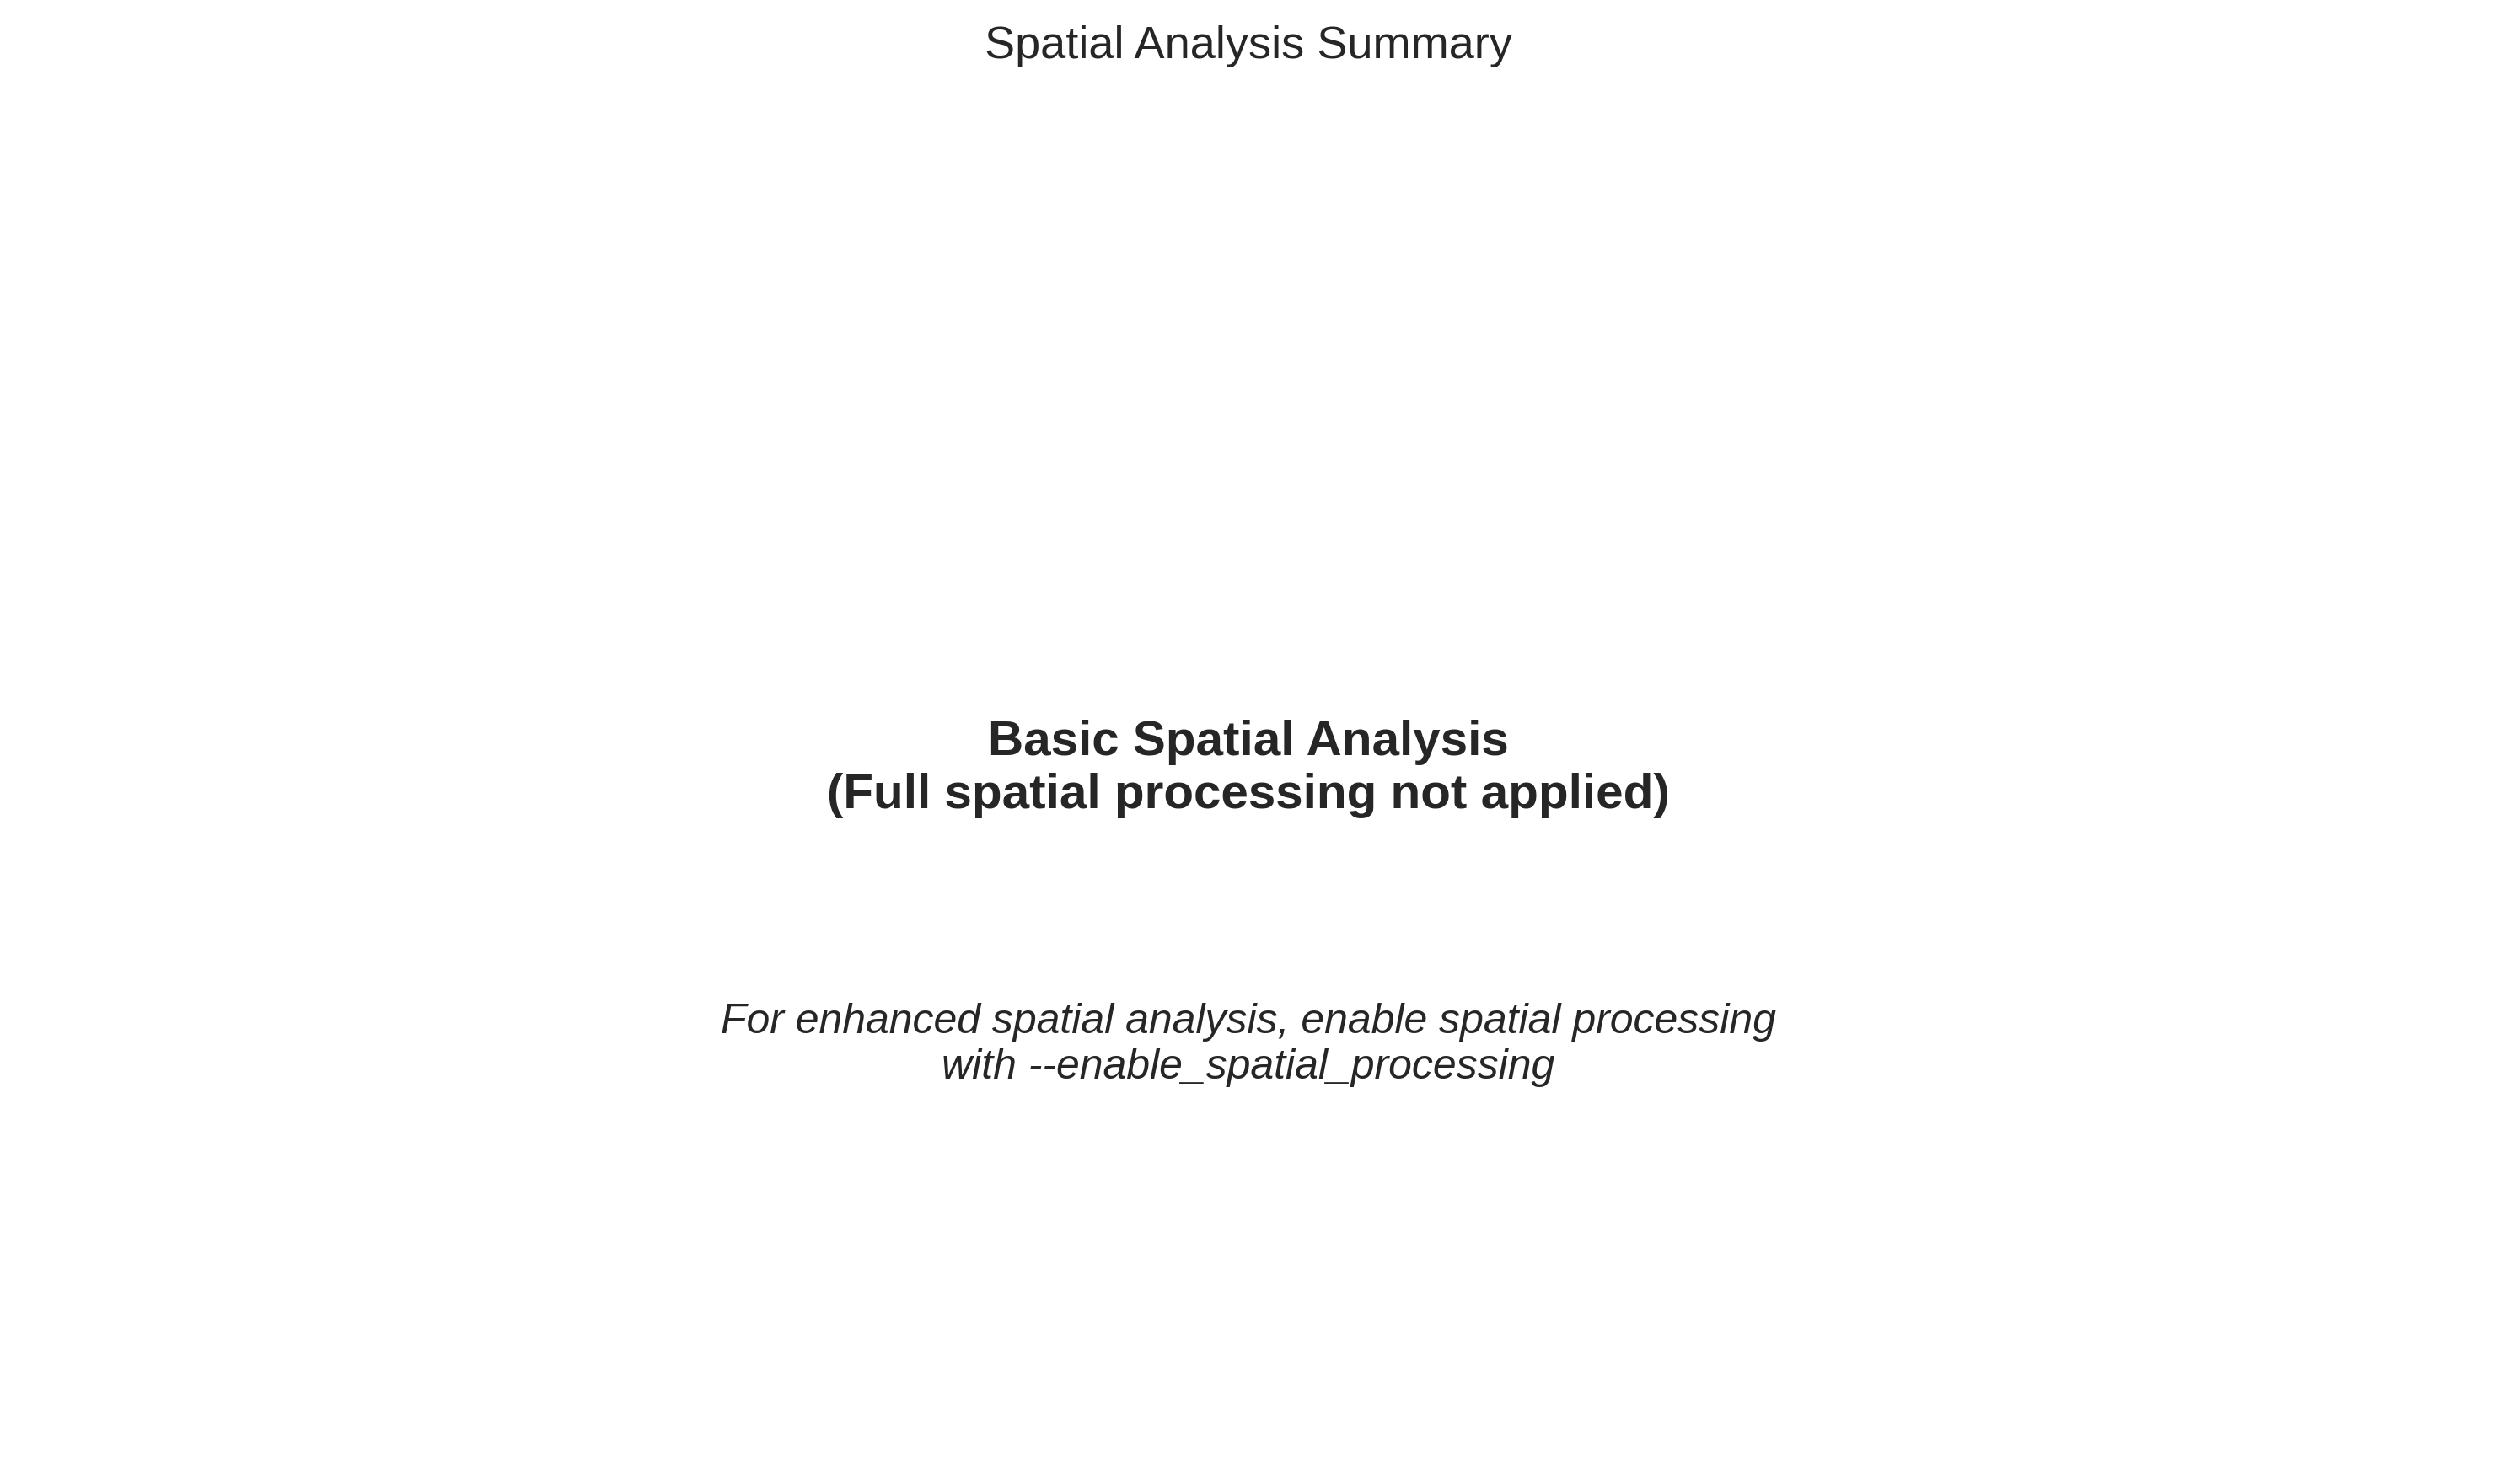 Spatial Analysis Summary
Basic Spatial Analysis
(Full spatial processing not applied)
For enhanced spatial analysis, enable spatial processing
with --enable_spatial_processing